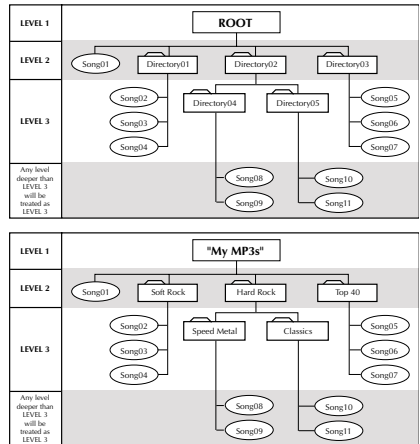 LEVEL 1
ROOT
LEVEL 2
Song01
Directory01
Directory02
Directory03
LEVEL 3
Song02
Song03
Song04
Directory04
Directory05
Song05
Song06
Song07
Any level
deeper than
LEVEL 3
will be
treated as
LEVEL 3
Song08
Song09
Song10
Song11
LEVEL 1
"My MP3s"
LEVEL 2
Song01
Soft Rock
Hard Rock
Top 40
LEVEL 3
Song02
Song03
Song04
Speed Metal
Classics
Song05
Song06
Song07
Any level
deeper than
LEVEL 3
will be
treated as
LEVEL 3
Song08
Song09
Song10
Song11